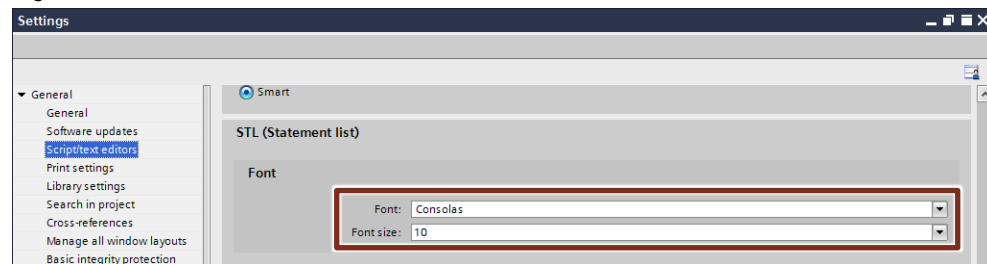 Settings
General
General
Software updates
Script/text editors
Print settings
Library settings
Search in project
Cross-references
Manage all window layouts
Basic integrity protection
Smart
STL (Statement list)
Font
Font: Consolas
Font size: 10